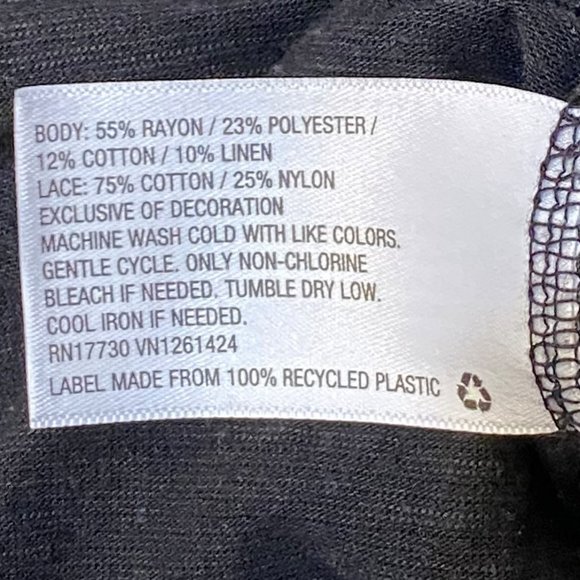 BODY: 55% RAYON / 23% POLYESTER /
12% COTTON / 10% LINEN
LACE: 75% COTTON / 25% NYLON
EXCLUSIVE OF DECORATION
MACHINE WASH COLD WITH LIKE COLORS.
GENTLE CYCLE. ONLY NON-CHLORINE
BLEACH IF NEEDED. TUMBLE DRY LOW.
COOL IRON IF NEEDED.
RN17730 VN1261424
LABEL MADE FROM 100% RECYCLED PLASTIC